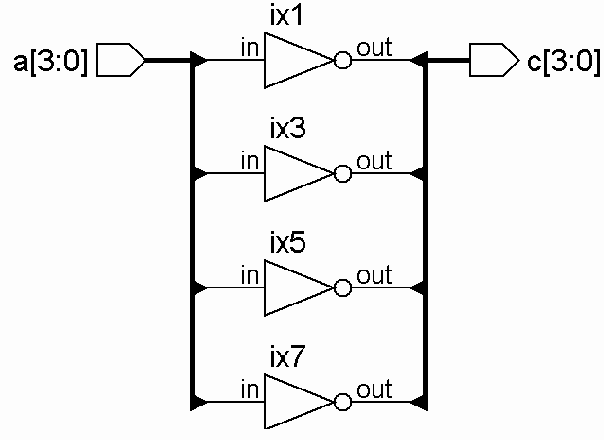 ix1
a[3:0] in out c[3:0]
ix3
in out
ix5
in out
ix7
in out